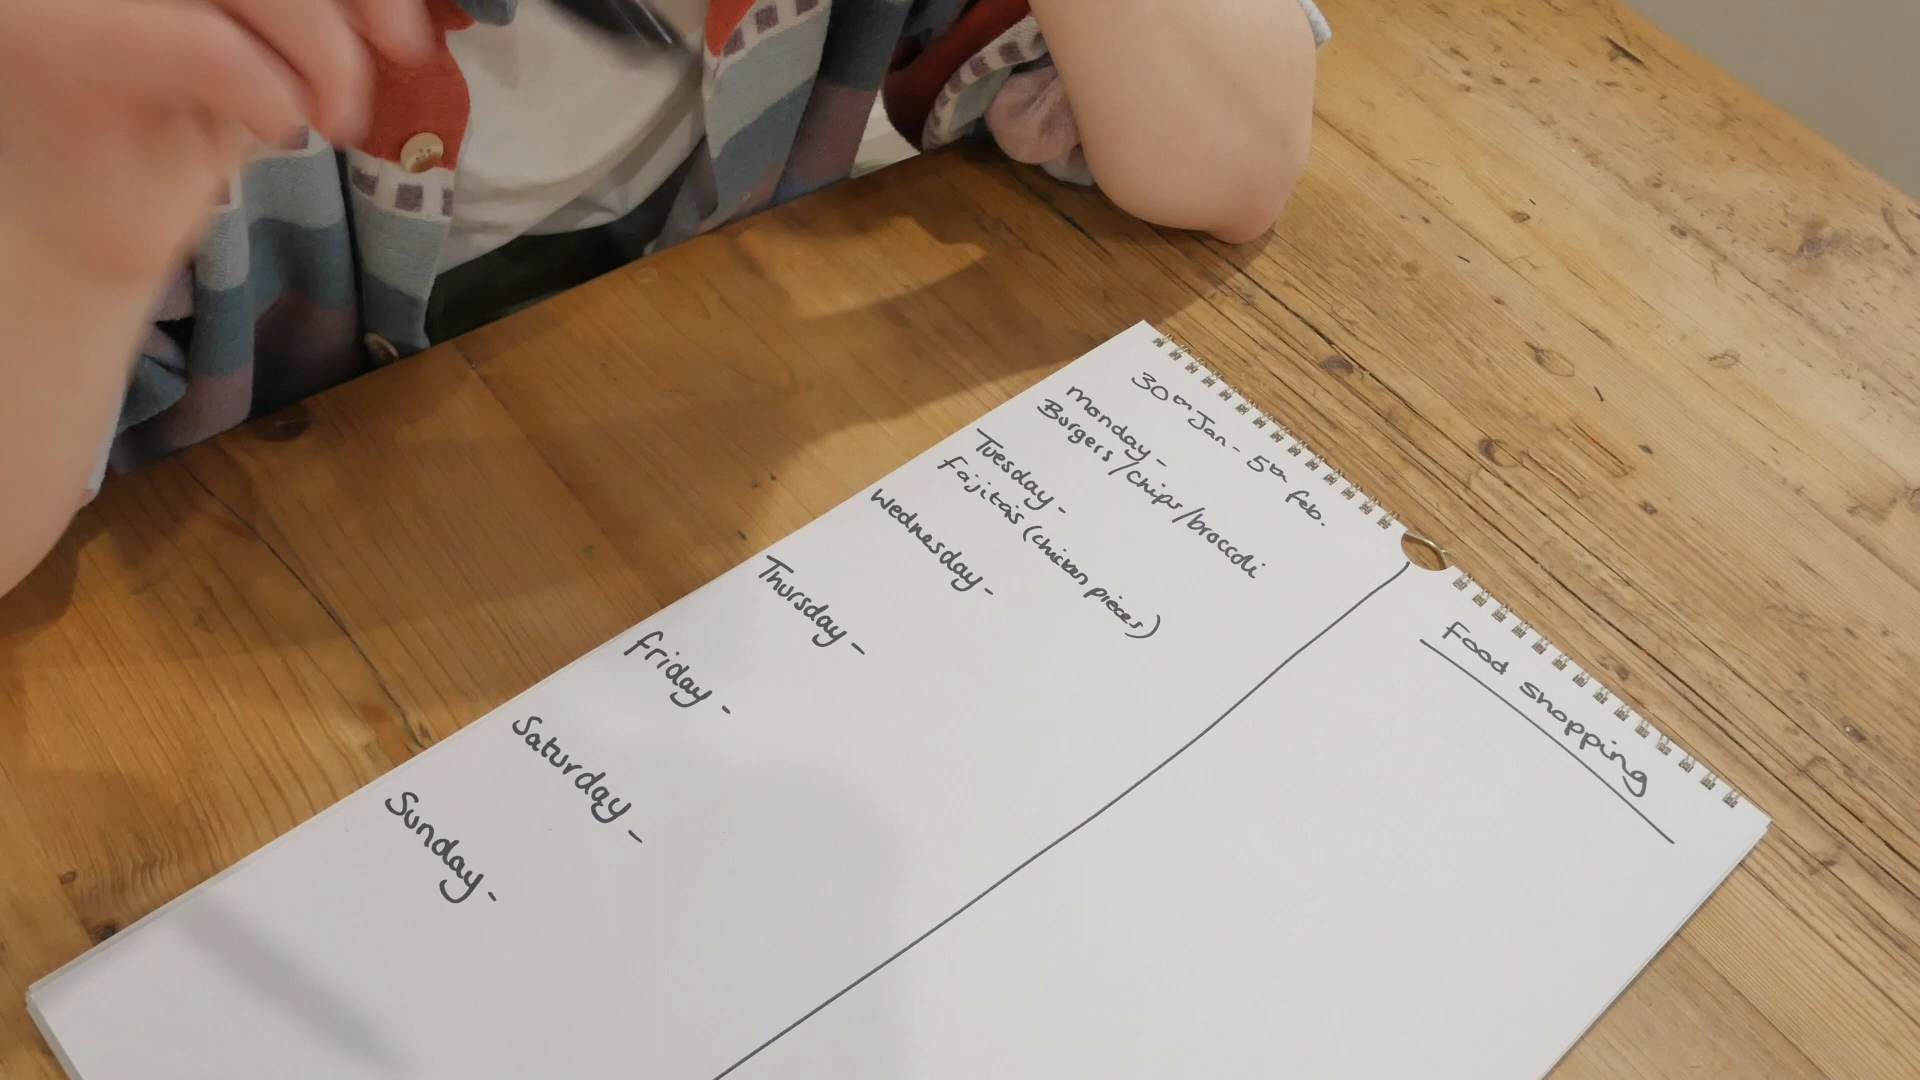 30th Jan - 5th Feb.
Monday -
Burgers/chips/broccoli
Tuesday -
Fajitas (chicken pieces)
Wednesday -
Thursday -
Friday -
Saturday -
Sunday -
Food shopping